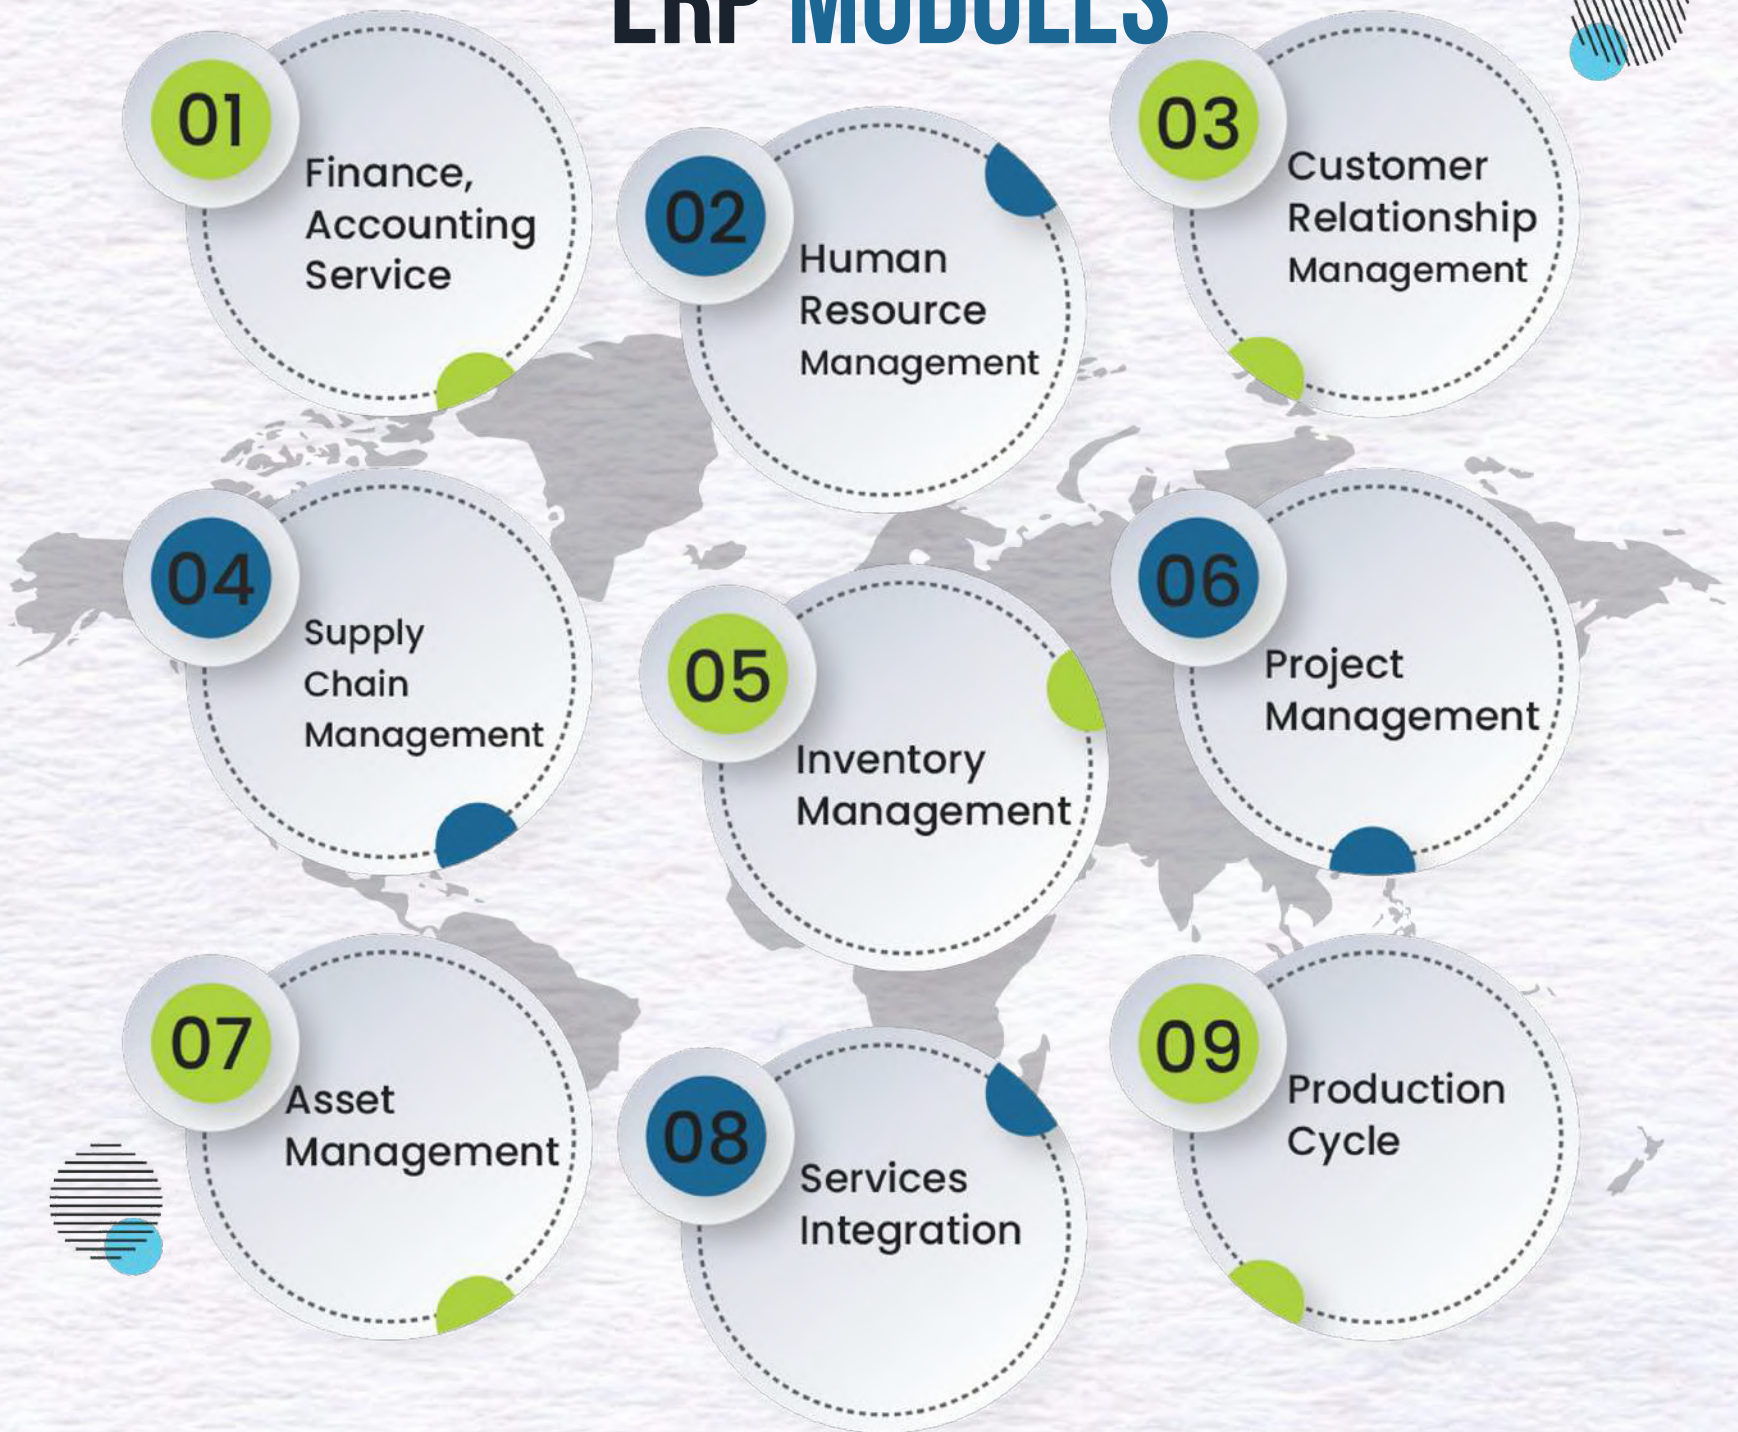 ERP MODULES
01
Finance,
Accounting
Service
02
Human
Resource
Management
03
Customer
Relationship
Management
04
Supply
Chain
Management
05
Inventory
Management
06
Project
Management
07
Asset
Management
08
Services
Integration
09
Production
Cycle